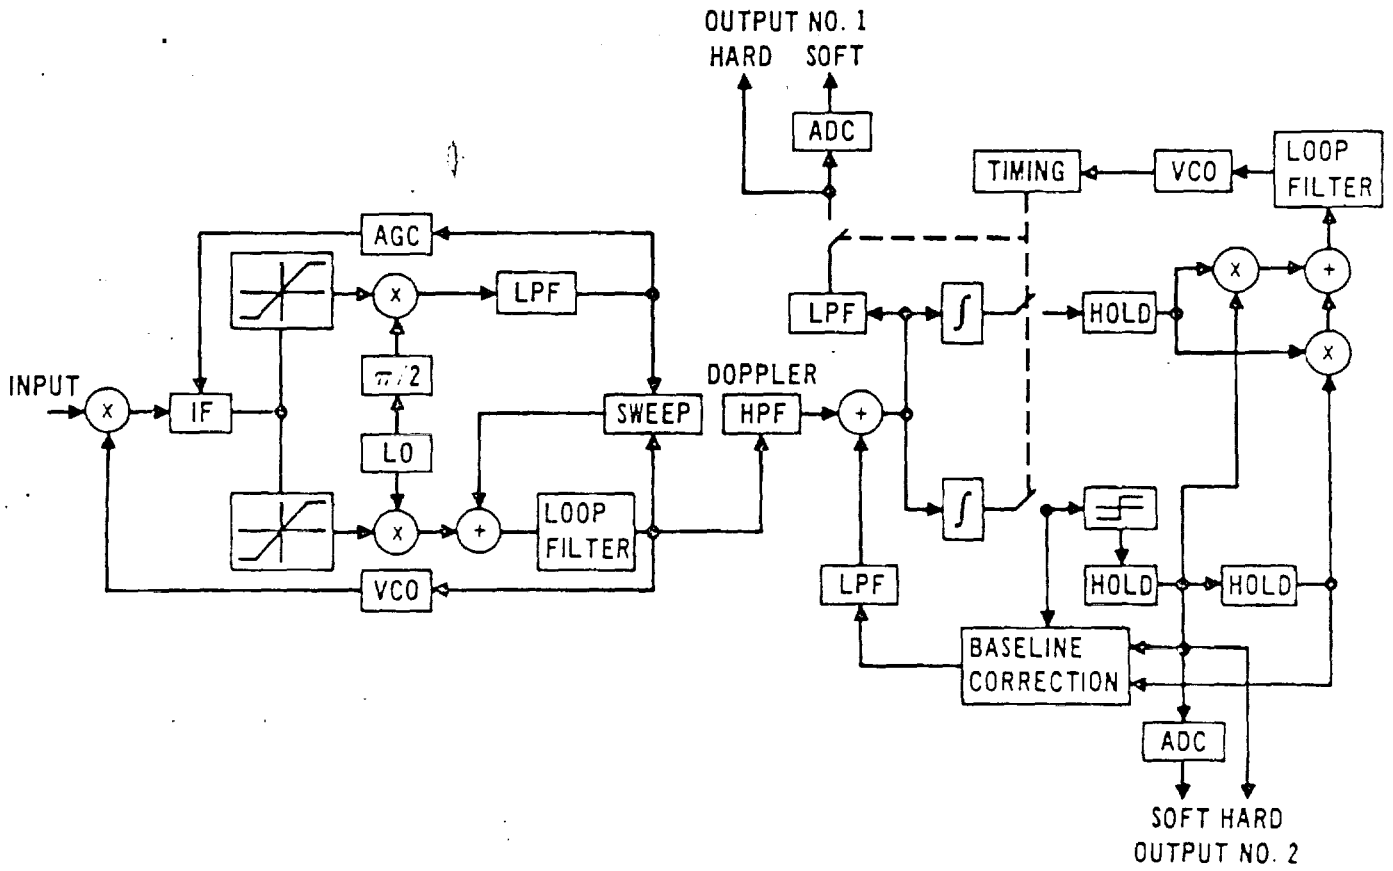 OUTPUT NO. 1
HARD SOFT
ADC
TIMING
VCO
LOOP
FILTER
AGC
X
LPF
X
+
LPF
∫
HOLD
X
π/2
INPUT
X
IF
SWEEP
DOPPLER
HPF
+
LO
X
+
LOOP
FILTER
∫
VCO
LPF
HOLD
HOLD
BASELINE
CORRECTION
ADC
SOFT HARD
OUTPUT NO. 2